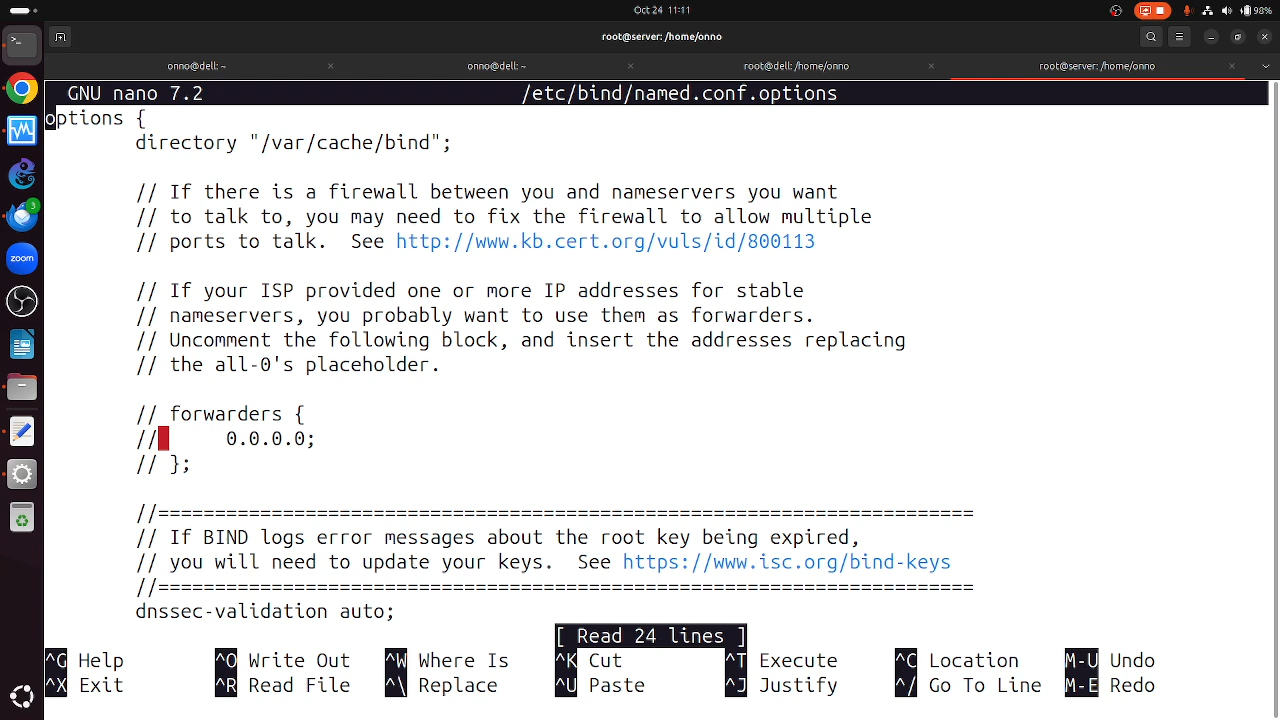 Oct 24 11:11
98%
root@server: /home/onno
onno@dell: ~ × onno@dell: ~ × root@dell: /home/onno × root@server: /home/onno ×
GNU nano 7.2 /etc/bind/named.conf.options
options {
directory "/var/cache/bind";
// If there is a firewall between you and nameservers you want
// to talk to, you may need to fix the firewall to allow multiple
// ports to talk.  See http://www.kb.cert.org/vuls/id/800113
// If your ISP provided one or more IP addresses for stable
// nameservers, you probably want to use them as forwarders.
// Uncomment the following block, and insert the addresses replacing
// the all-0's placeholder.
// forwarders {
//     0.0.0.0;
// };
//========================================================================
// If BIND logs error messages about the root key being expired,
// you will need to update your keys.  See https://www.isc.org/bind-keys
//========================================================================
dnssec-validation auto;
[ Read 24 lines ]
^G Help ^O Write Out ^W Where Is ^K Cut ^T Execute ^C Location M-U Undo
^X Exit ^R Read File ^\ Replace ^U Paste ^J Justify ^/ Go To Line M-E Redo
3
zoom